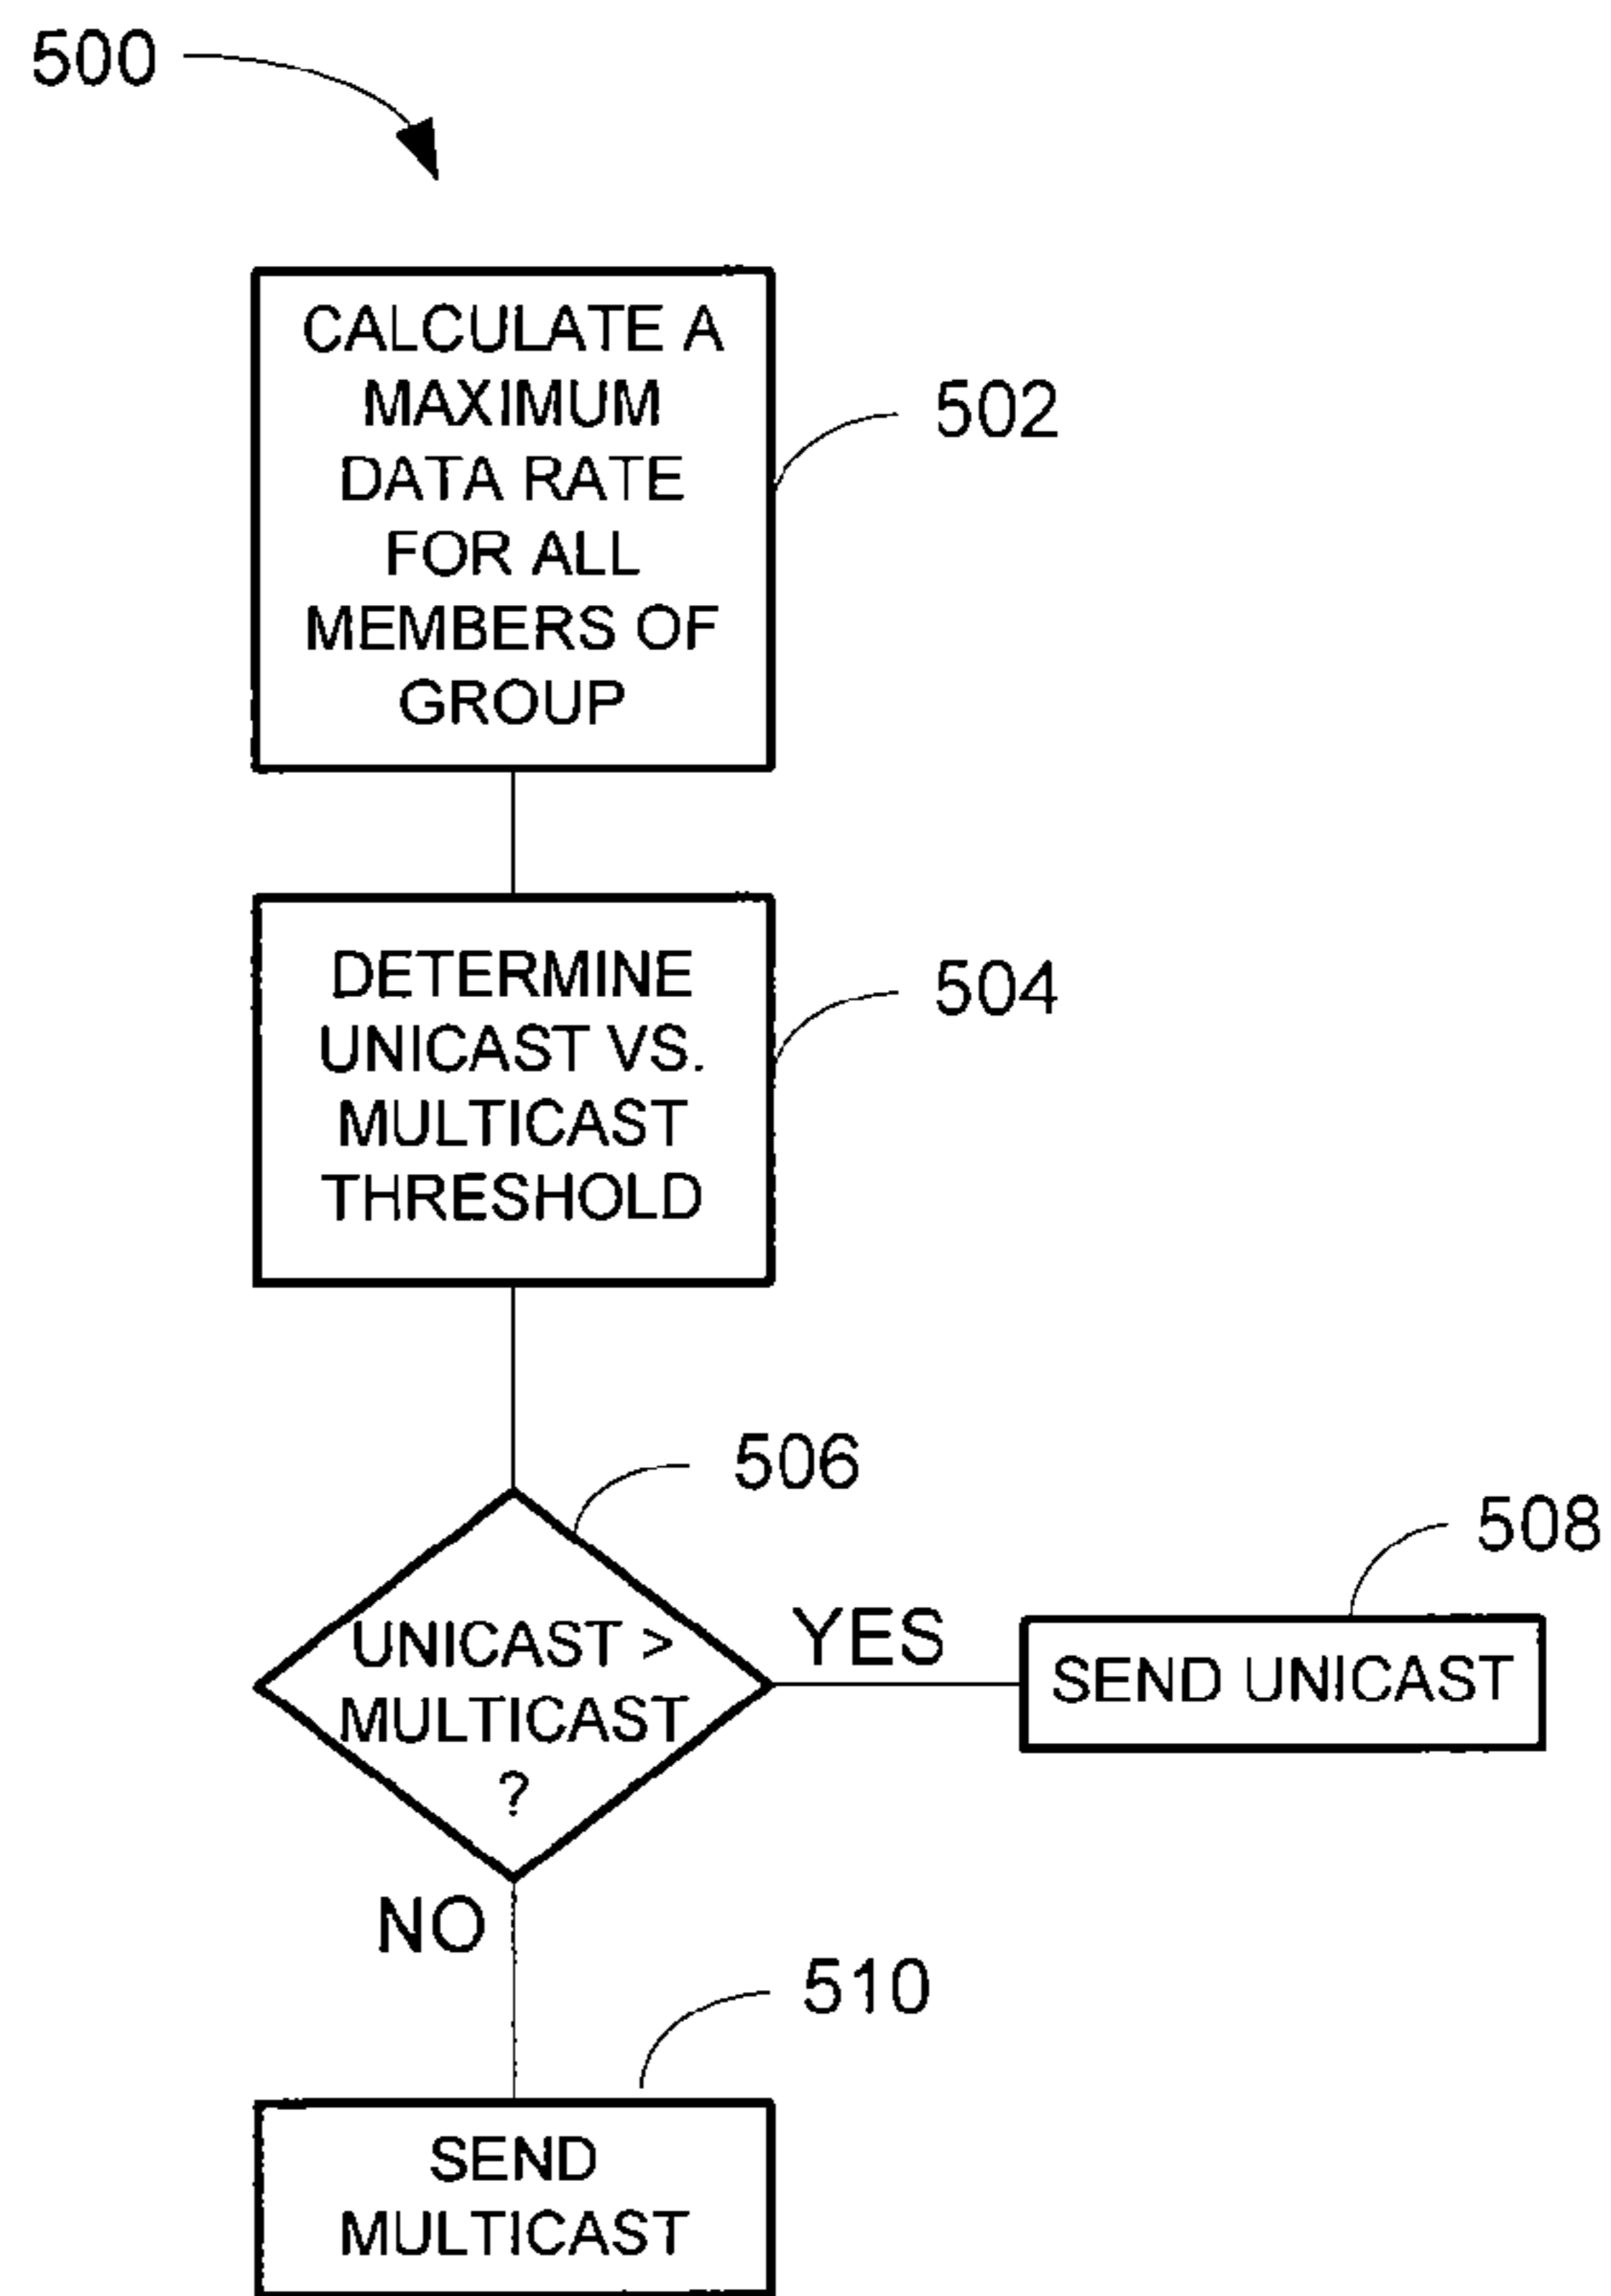 500
CALCULATE A
MAXIMUM
DATA RATE
FOR ALL
MEMBERS OF
GROUP
502
DETERMINE
UNICAST VS.
MULTICAST
THRESHOLD
504
506
UNICAST >
MULTICAST
?
YES
508
SEND UNICAST
NO
510
SEND
MULTICAST